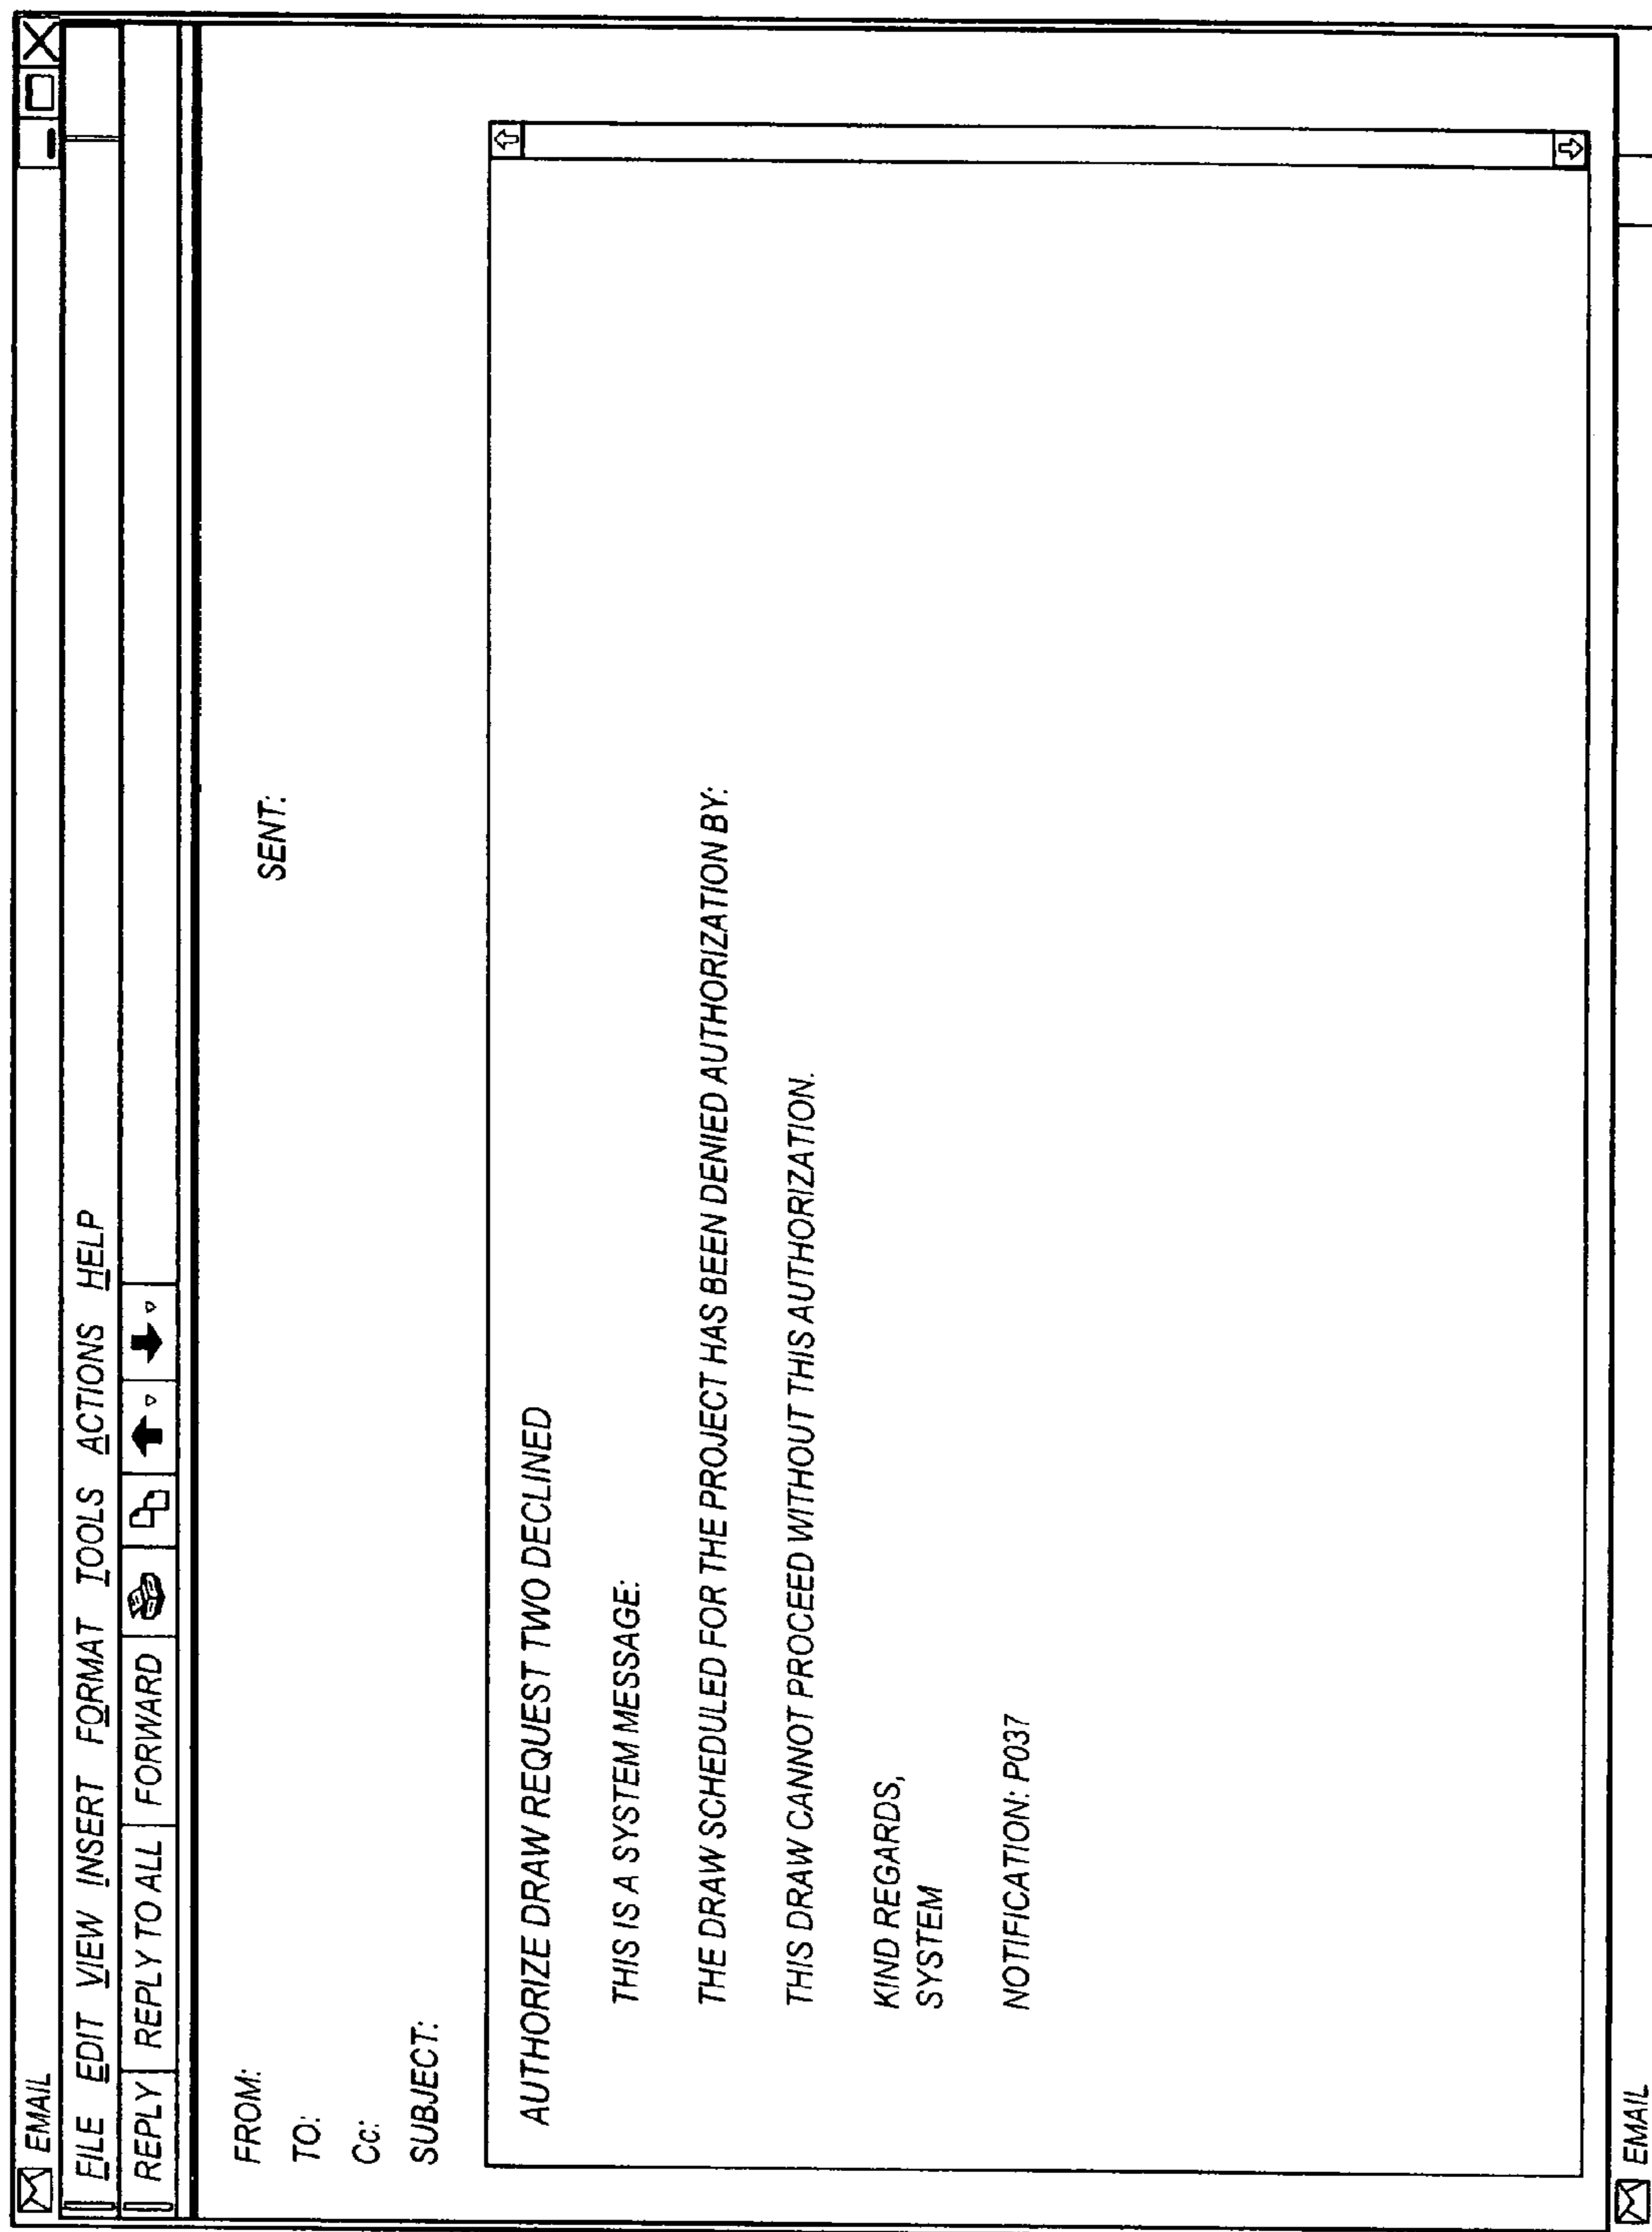 EMAIL
FILE EDIT VIEW INSERT FORMAT TOOLS ACTIONS HELP
REPLY REPLY TO ALL FORWARD
FROM:
SENT:
TO:
Cc:
SUBJECT:
AUTHORIZE DRAW REQUEST TWO DECLINED
THIS IS A SYSTEM MESSAGE:
THE DRAW SCHEDULED FOR THE PROJECT HAS BEEN DENIED AUTHORIZATION BY:
THIS DRAW CANNOT PROCEED WITHOUT THIS AUTHORIZATION.
KIND REGARDS,
SYSTEM
NOTIFICATION: P037
EMAIL